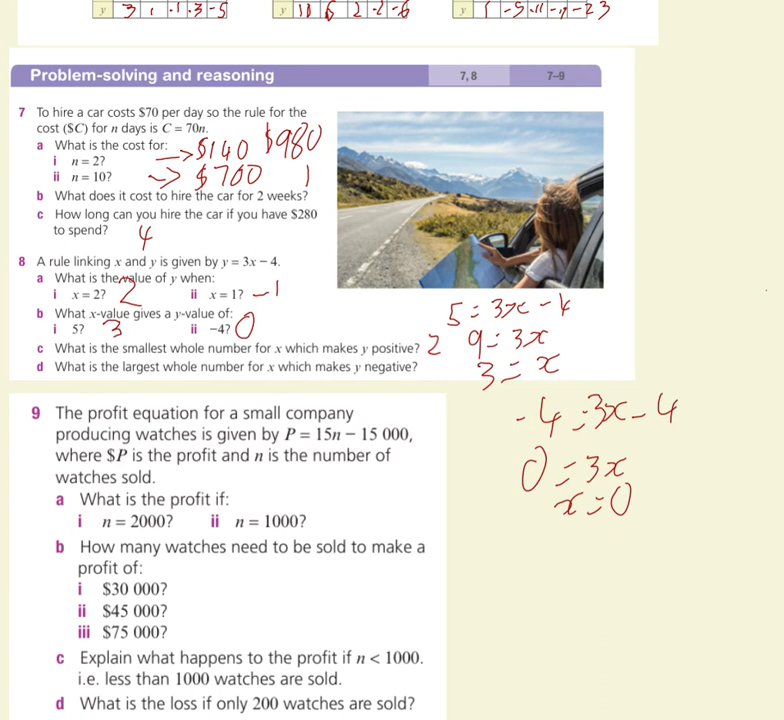 y 3 1 -1 -3 -5
y 10 6 2 -2 -6
y 1 -5 -11 -17 -23
Problem-solving and reasoning 7, 8 7–9
7 To hire a car costs $70 per day so the rule for the
cost ($C) for n days is C = 70n.
a What is the cost for: →$140 $980
i n = 2?
ii n = 10? → $700
b What does it cost to hire the car for 2 weeks?
c How long can you hire the car if you have $280
to spend? 4
8 A rule linking x and y is given by y = 3x – 4.
a What is the value of y when:
i x = 2? 2 ii x = 1? -1
b What x-value gives a y-value of:
i 5? 3 ii –4? 0
c What is the smallest whole number for x which makes y positive? 2
d What is the largest whole number for x which makes y negative?
5 = 3x - 4
9 = 3x
3 = x
-4 = 3x - 4
0 = 3x
x = 0
9 The profit equation for a small company
producing watches is given by P = 15n – 15 000,
where $P is the profit and n is the number of
watches sold.
a What is the profit if:
i n = 2000? ii n = 1000?
b How many watches need to be sold to make a
profit of:
i $30 000?
ii $45 000?
iii $75 000?
c Explain what happens to the profit if n < 1000.
i.e. less than 1000 watches are sold.
d What is the loss if only 200 watches are sold?